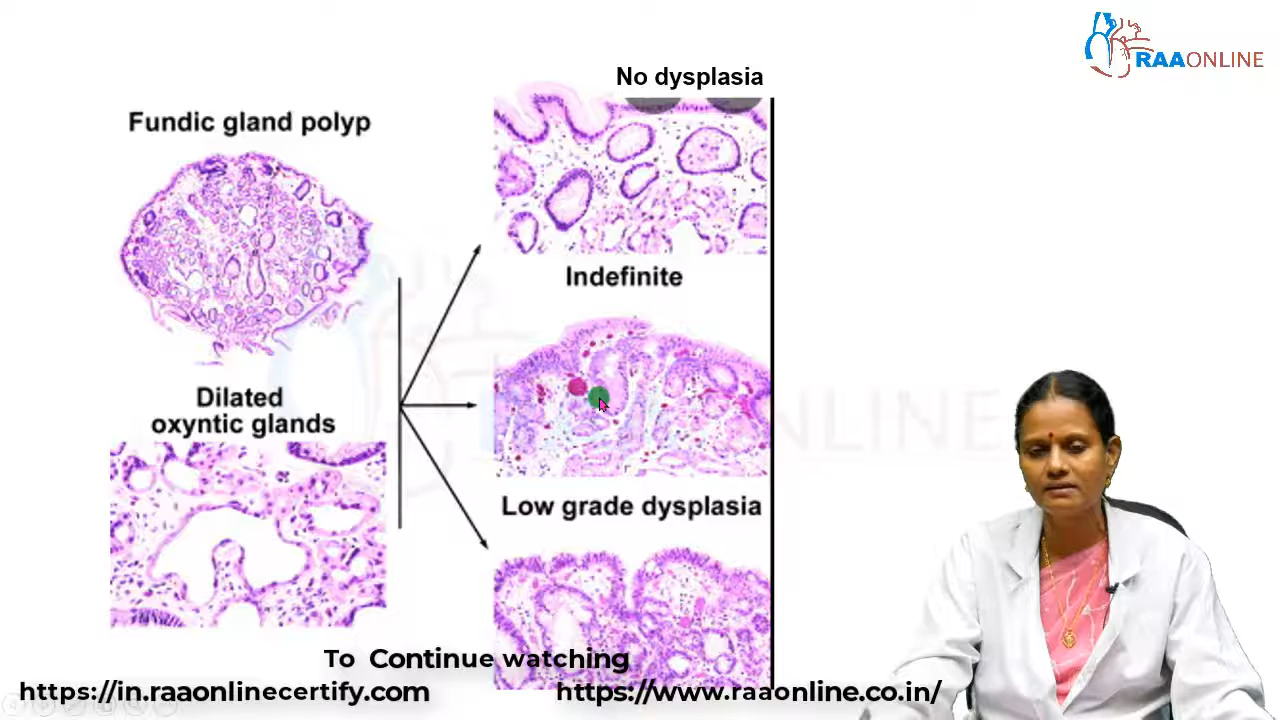 RAAONLINE
No dysplasia
Fundic gland polyp
Indefinite
Dilated
oxyntic glands
Low grade dysplasia
To Continue watching
https://in.raaonlinecertify.com
https://www.raaonline.co.in/